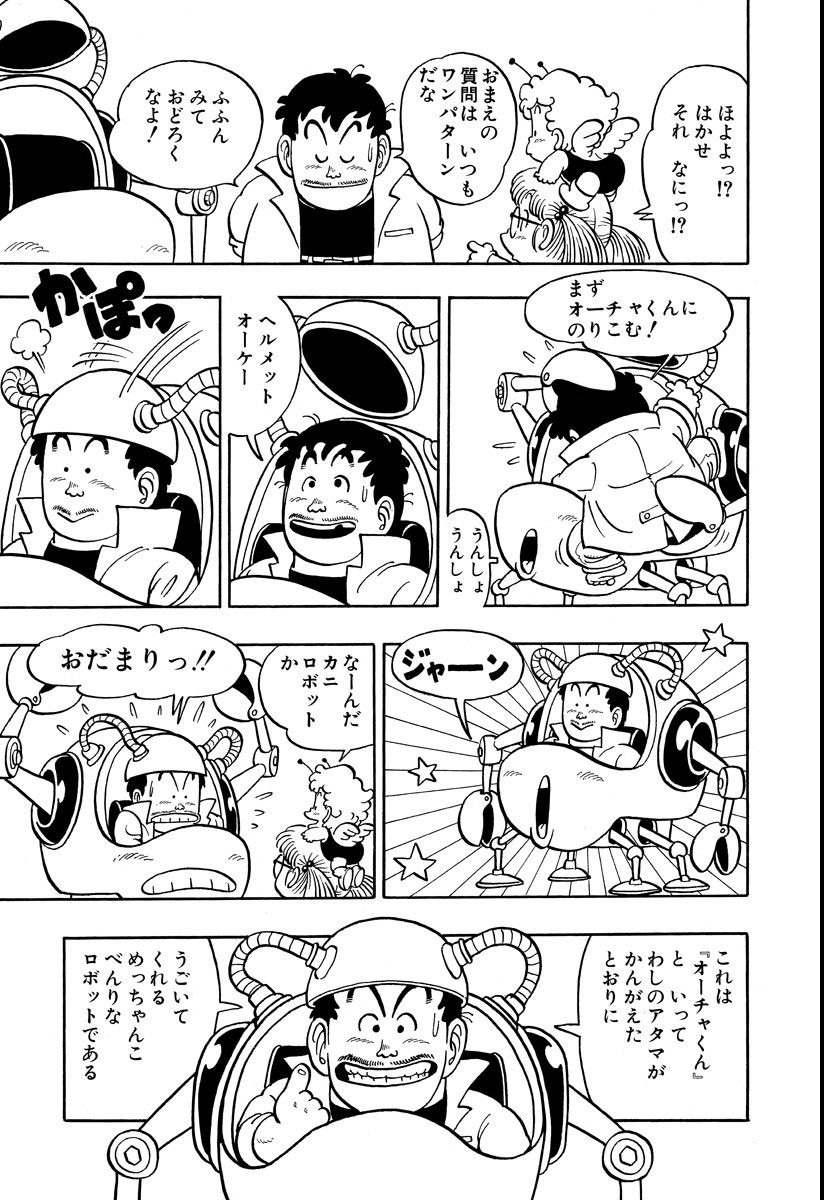 ほよよっ!?
はかせ
それ なにっ!?
おまえの
質問は いつも
ワンパターン
だな
ふふん
みて
おどろく
なよ!
まず
オーチャくんに
のりこむ!
うんしょ
うんしょ
ヘルメット
オーケー
かぽっ
ジャーン
なーんだ
カニ
ロボット
か
おだまりっ!!
これは
『オーチャくん』
と いって
わしのアタマが
かんがえた
とおりに
うごいて
くれる
めっちゃんこ
べんりな
ロボットである